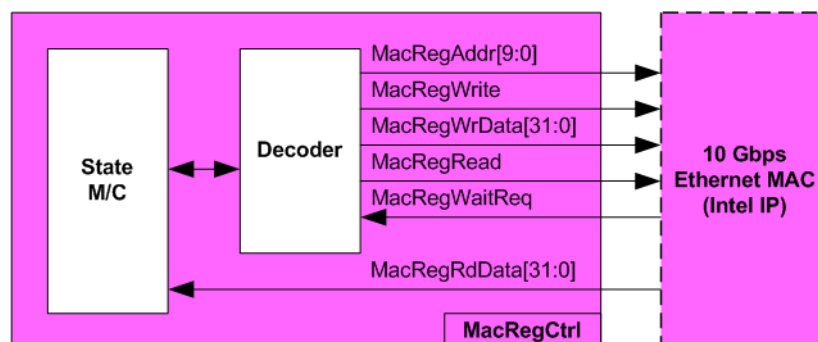 MacRegAddr[9:0]
MacRegWrite
MacRegWrData[31:0]
MacRegRead
MacRegWaitReq
MacRegRdData[31:0]
State
M/C
Decoder
10 Gbps
Ethernet MAC
(Intel IP)
MacRegCtrl